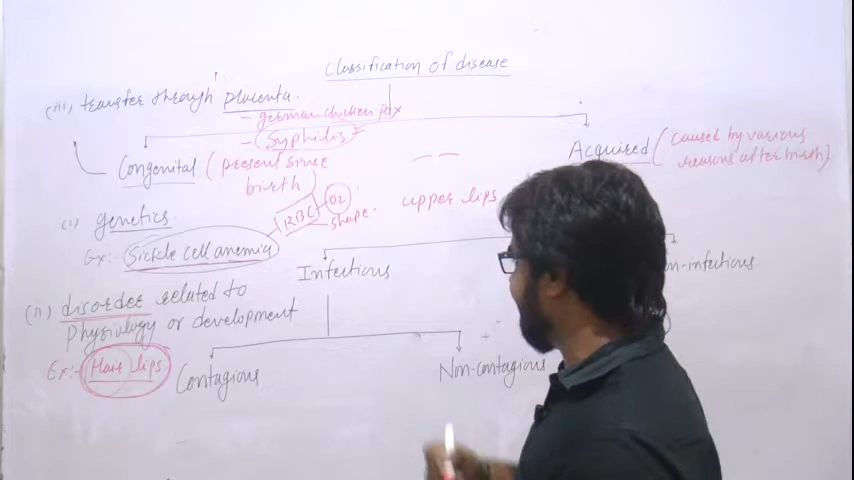 Classification of disease
(iii) transfer through placenta.
- german chicken pox
- Syphilis
Congenital (present since
birth)
Acquired (caused by various
reasons after birth)
(i) genetics.
RBC
O2
shape.
upper lips
Ex:- Sickle cell anemia
Infectious
n-infectious
(ii) disorder related to
physiology or development
Ex:- Hare lips
Contagious
Non-contagious